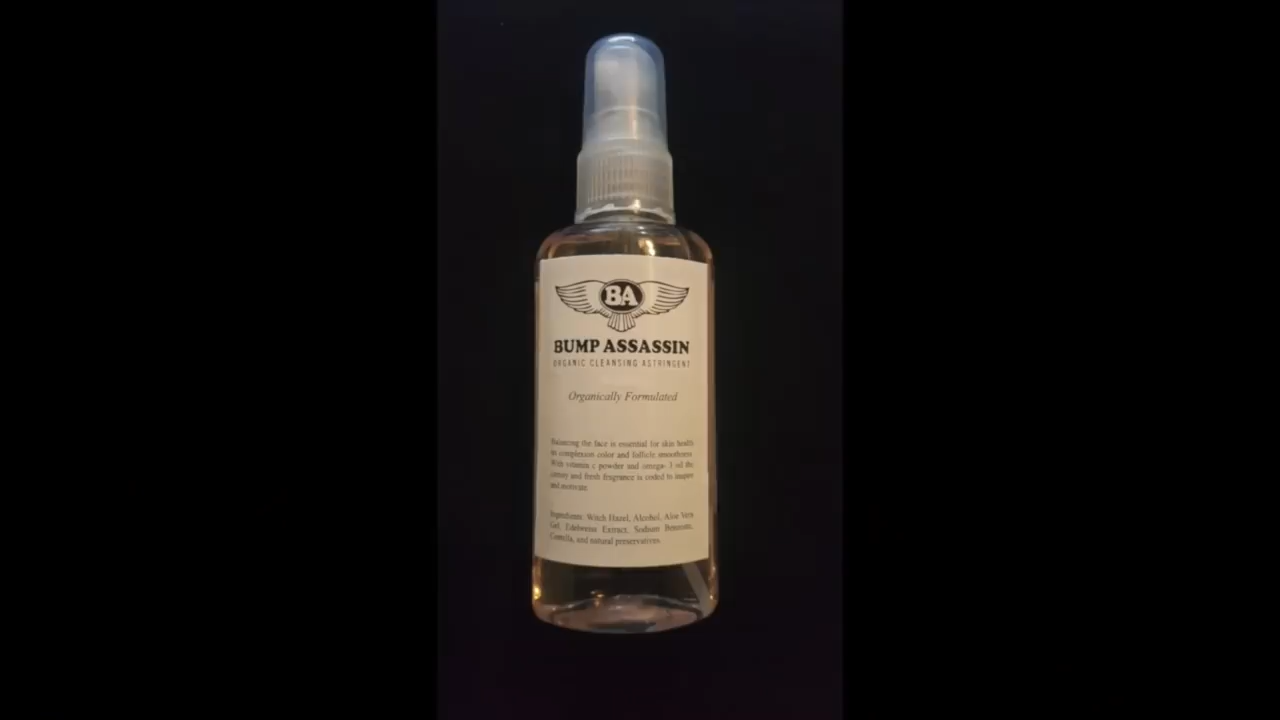 BA
BUMP ASSASSIN
ORGANIC CLEANSING ASTRINGENT
Organically Formulated
Balancing the face is essential for skin health
to complexion color and follicle smoothness.
With vitamin c powder and omega- 3 oil the
and fresh fragrance is coded to inspire
and motivate.
Ingredients: Witch Hazel, Alcohol, Aloe Vera
Gel, Edelweiss Extract, Sodium Benzoate,
and natural preservatives.